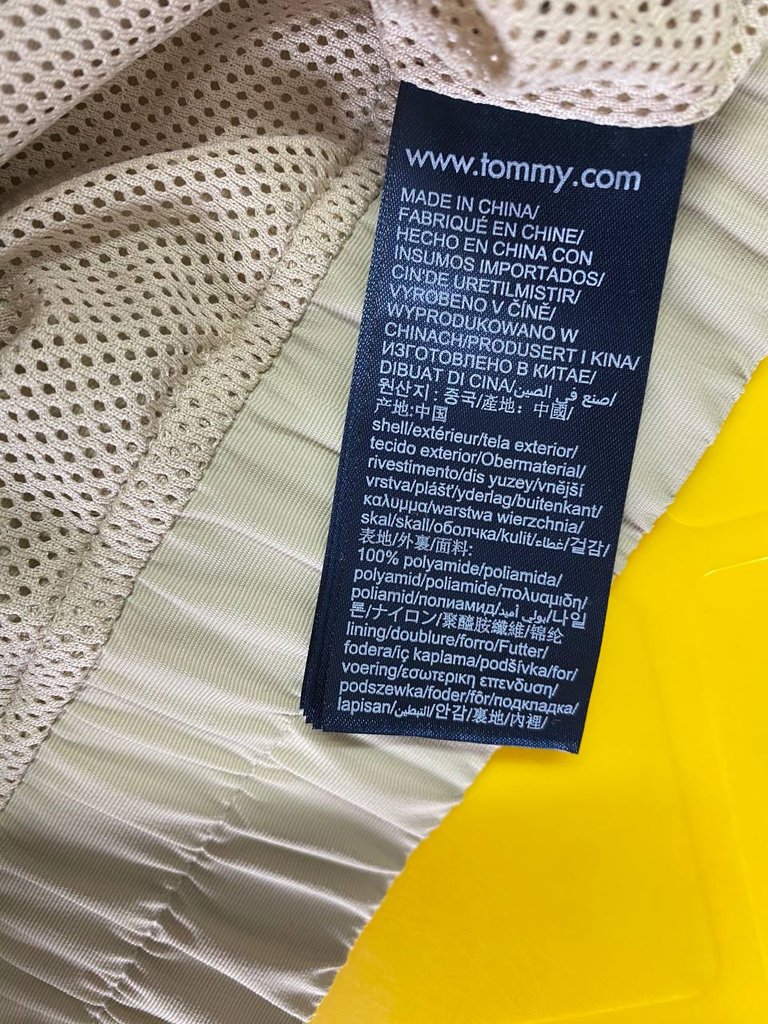 www.tommy.com
MADE IN CHINA/
FABRIQUÉ EN CHINE/
HECHO EN CHINA CON
INSUMOS IMPORTADOS/
CIN'DE URETILMISTIR/
VYROBENO V ČÍNĚ/
WYPRODUKOWANO W
CHINACH/PRODUSERT I KINA/
ИЗГОТОВЛЕНО В КИТАЕ/
DIBUAT DI CINA/صنع في الصين/
원산지: 중국/產地: 中國/
产地:中国
shell/extérieur/tela exterior/
tecido exterior/Obermaterial/
rivestimento/dis yuzey/vnější
vrstva/plášť/yderlag/buitenkant/
καλυμμα/warstwa wierzchnia/
skal/skall/оболчка/kulit/غطاء/겉감/
表地/外裏/面料:
100% polyamide/poliamida/
polyamid/poliamide/πολυαμιδη/
poliamid/полиамид/بولي أميد/나일
론/ナイロン/聚醯胺纖維/锦纶
lining/doublure/forro/Futter/
fodera/iç kaplama/podšívka/for/
voering/εσωτερικη επενδυση/
podszewka/foder/fôr/подкладка/
lapisan/التبطين/안감/裏地/內裡/